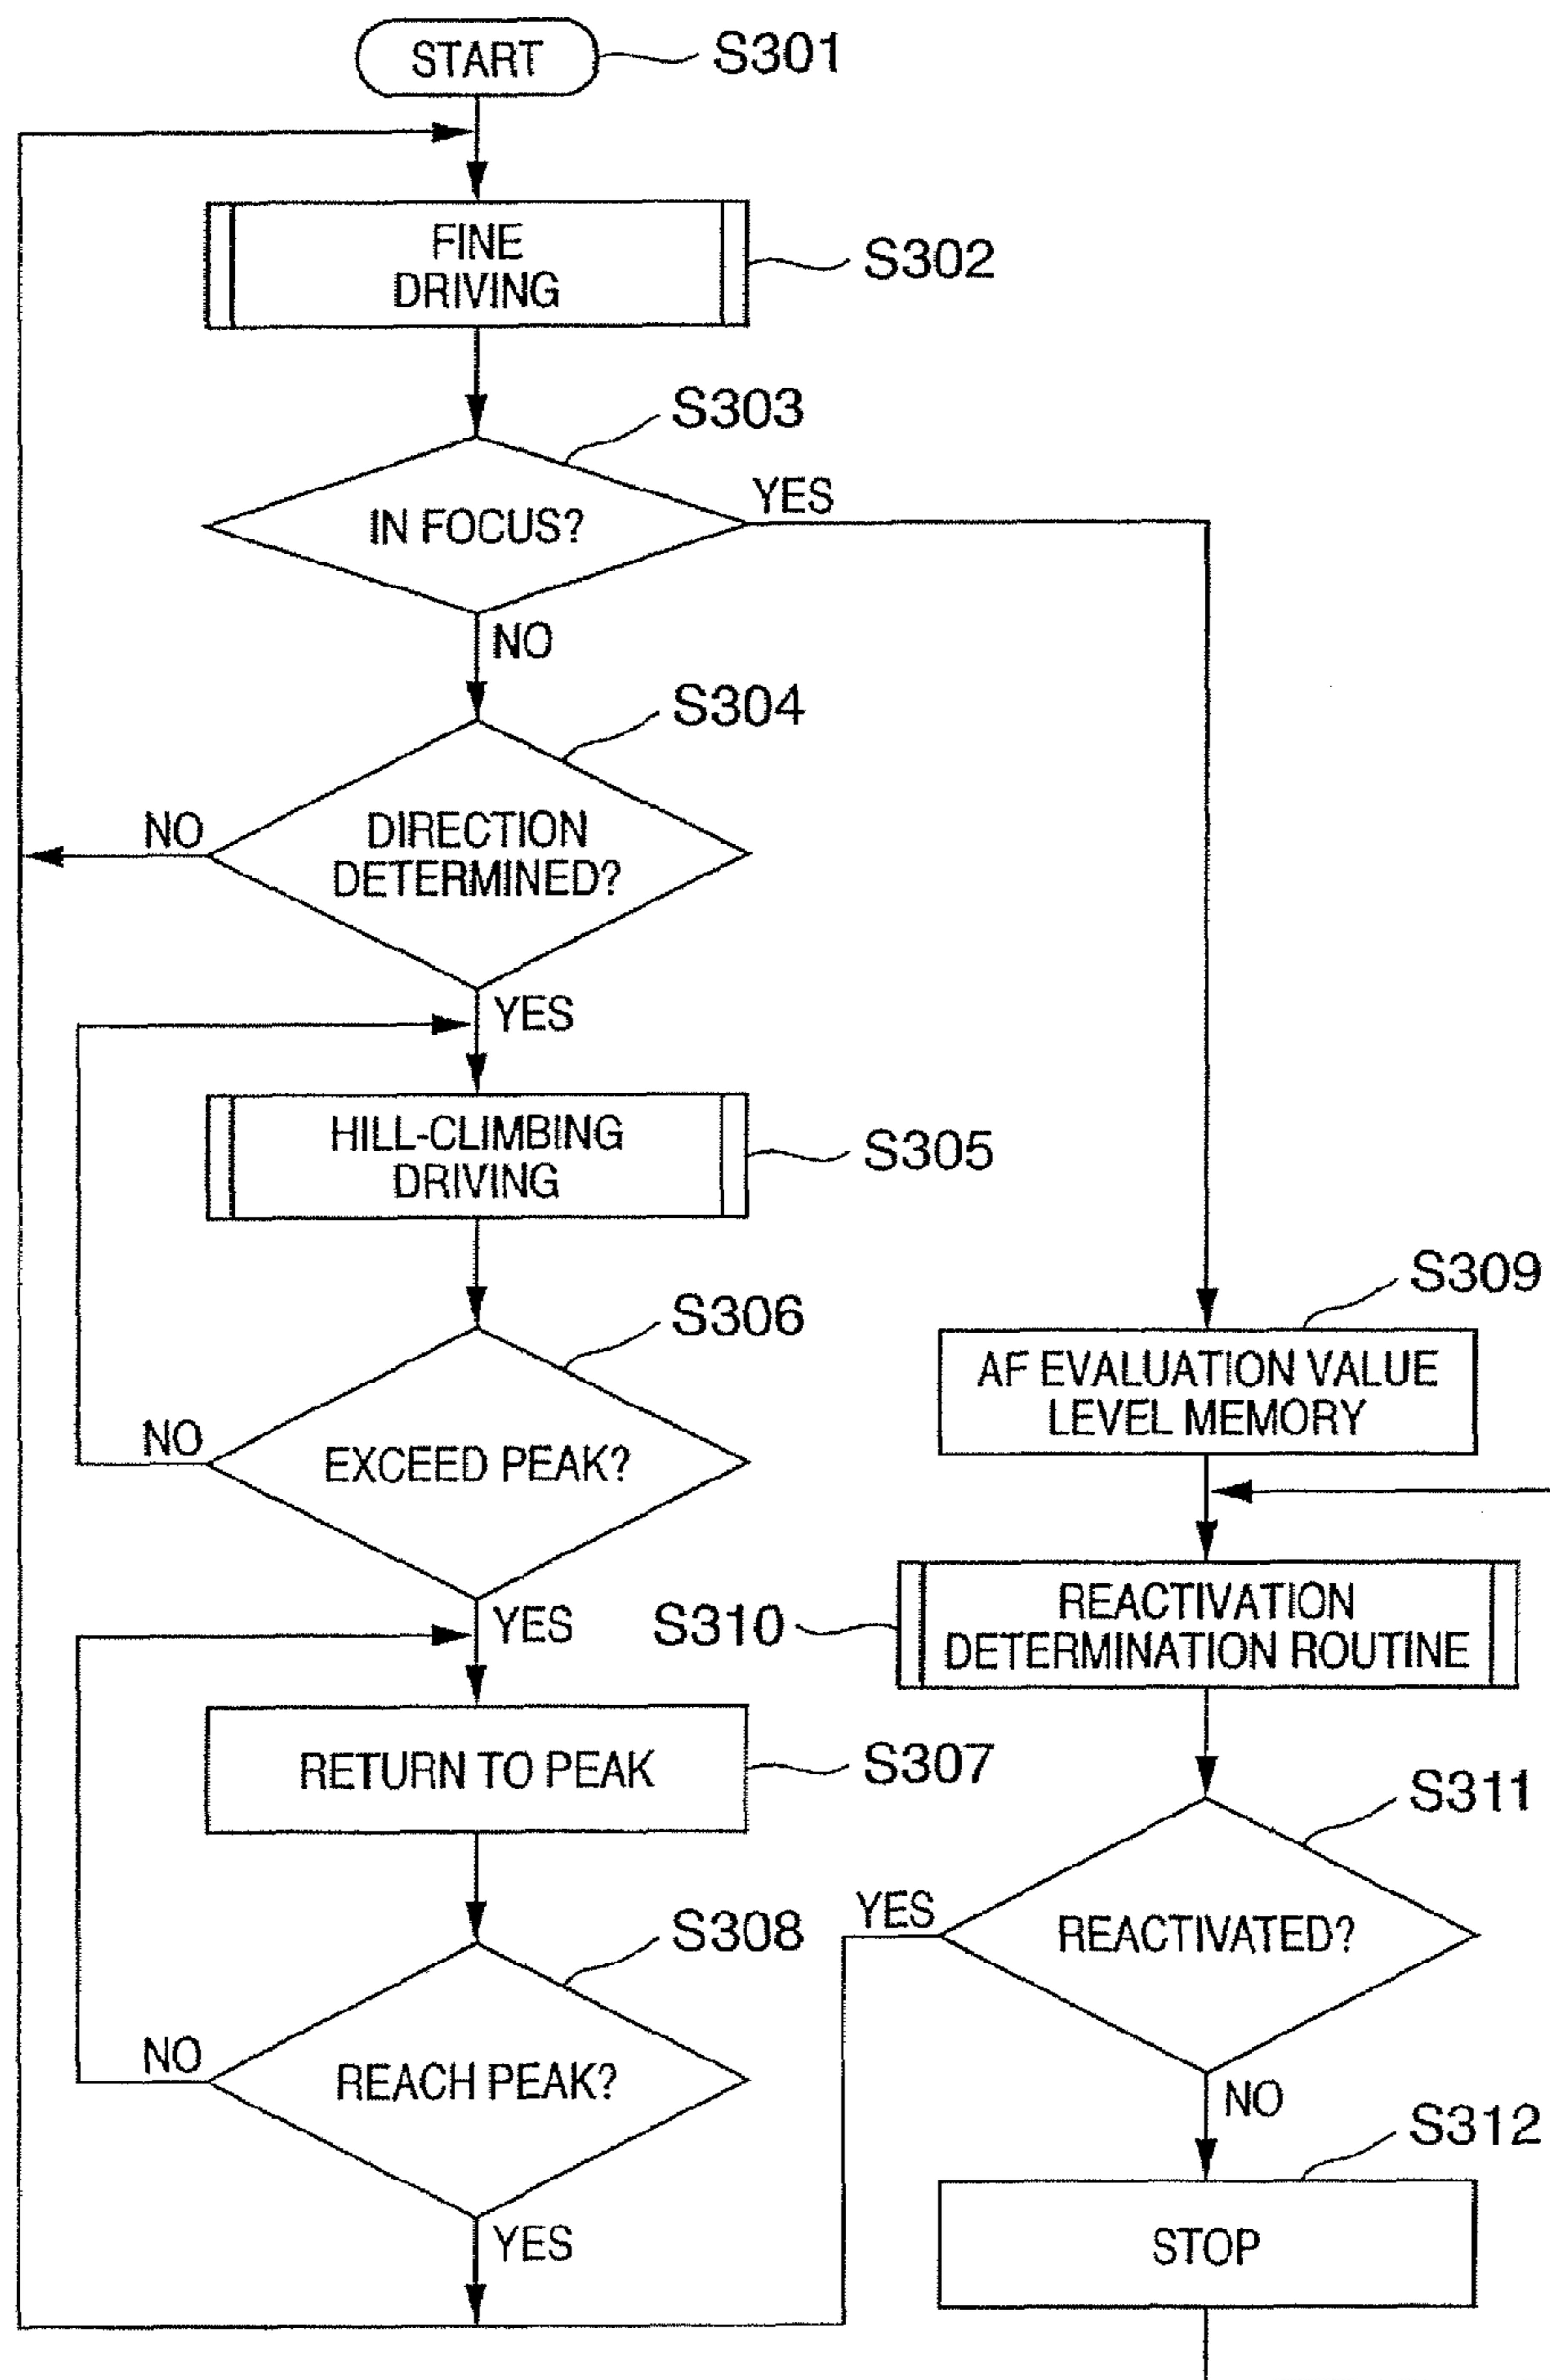 START
S301
FINE
DRIVING
S302
S303
IN FOCUS?
YES
NO
S304
DIRECTION
DETERMINED?
NO
YES
HILL-CLIMBING
DRIVING
S305
S306
EXCEED PEAK?
NO
YES
RETURN TO PEAK
S307
S308
REACH PEAK?
NO
YES
S309
AF EVALUATION VALUE
LEVEL MEMORY
S310
REACTIVATION
DETERMINATION ROUTINE
S311
REACTIVATED?
YES
NO
S312
STOP